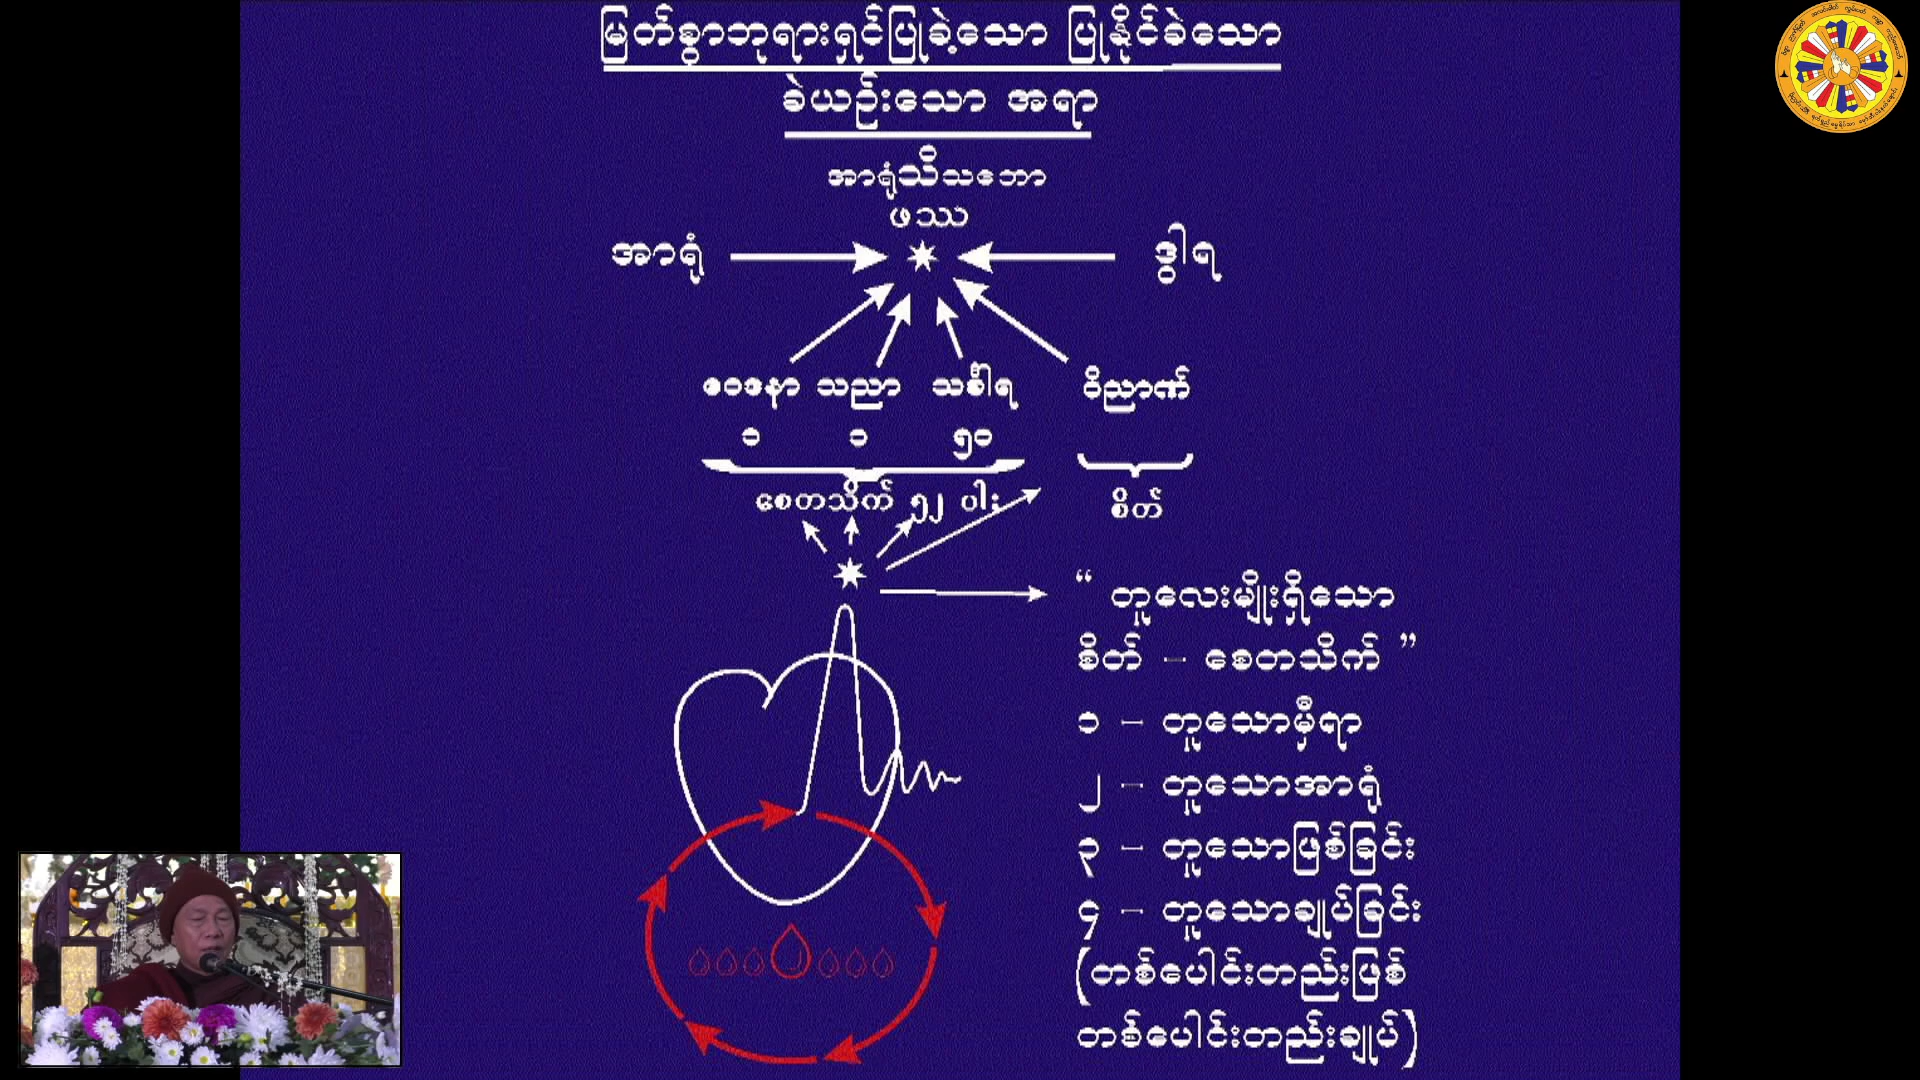 မြတ်စွာဘုရားရှင်ပြုခဲ့သော ပြုနိုင်ခဲသော
ခဲယဉ်းသော အရာ
အာရုံသိသဘော
ဖဿ
အာရုံ ဒွါရ
ဝေဒနာ သညာ သင်္ခါရ ဝိညာဏ်
၁ ၁ ၅၀
စေတသိက် ၅၂ ပါး
စိတ်
“ တူလေးမျိုးရှိသော
စိတ် – စေတသိက် ”
၁ – တူသောမှီရာ
၂ – တူသောအာရုံ
၃ – တူသောဖြစ်ခြင်း
၄ – တူသောချုပ်ခြင်း
(တစ်ပေါင်းတည်းဖြစ်
တစ်ပေါင်းတည်းချုပ်)